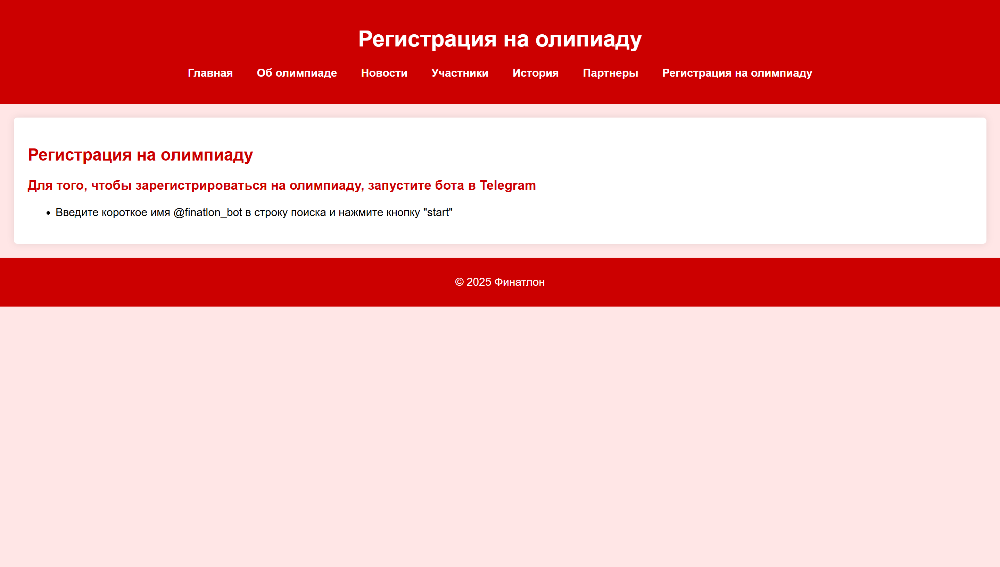 Регистрация на олипиаду
Главная Об олимпиаде Новости Участники История Партнеры Регистрация на олимпиаду
Регистрация на олимпиаду
Для того, чтобы зарегистрироваться на олимпиаду, запустите бота в Telegram
• Введите короткое имя @finatlon_bot в строку поиска и нажмите кнопку "start"
© 2025 Финатлон